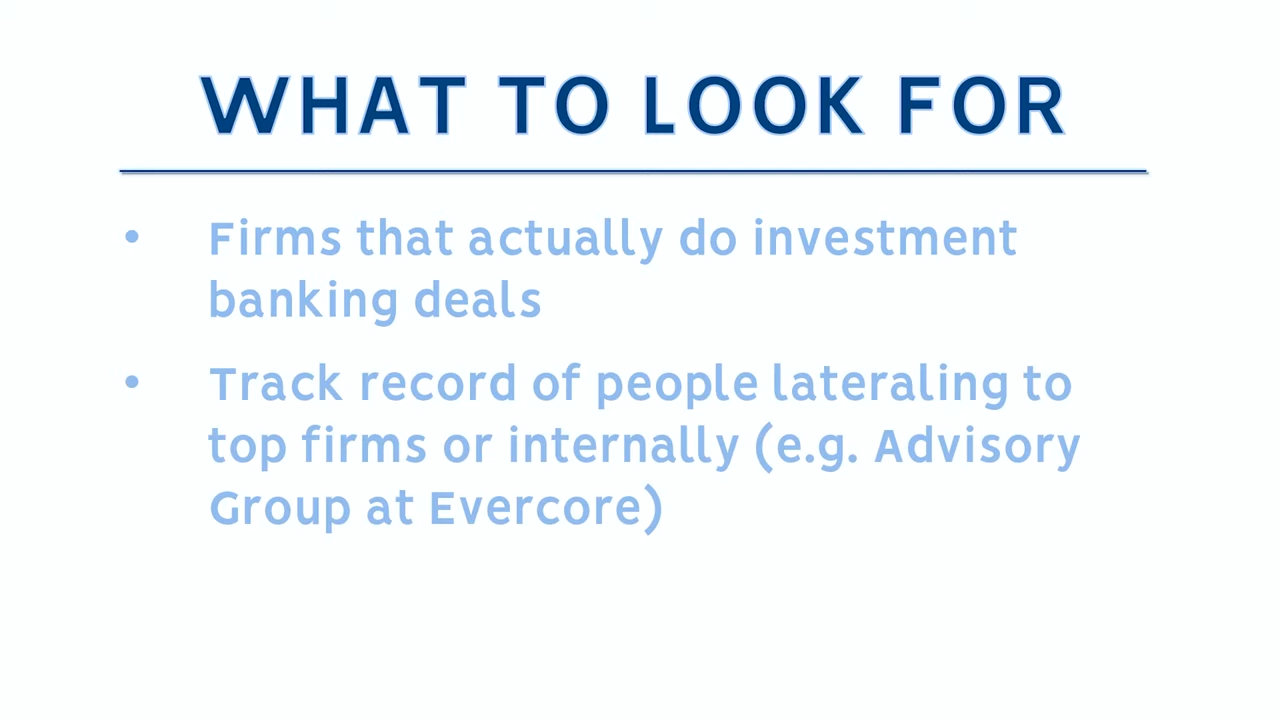 WHAT TO LOOK FOR
• Firms that actually do investment
banking deals
• Track record of people lateraling to
top firms or internally (e.g. Advisory
Group at Evercore)